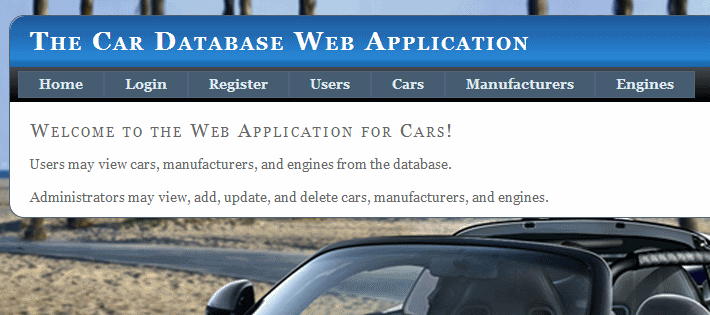 The Car Database Web Application
Home Login Register Users Cars Manufacturers Engines
Welcome to the Web Application for Cars!
Users may view cars, manufacturers, and engines from the database.
Administrators may view, add, update, and delete cars, manufacturers, and engines.